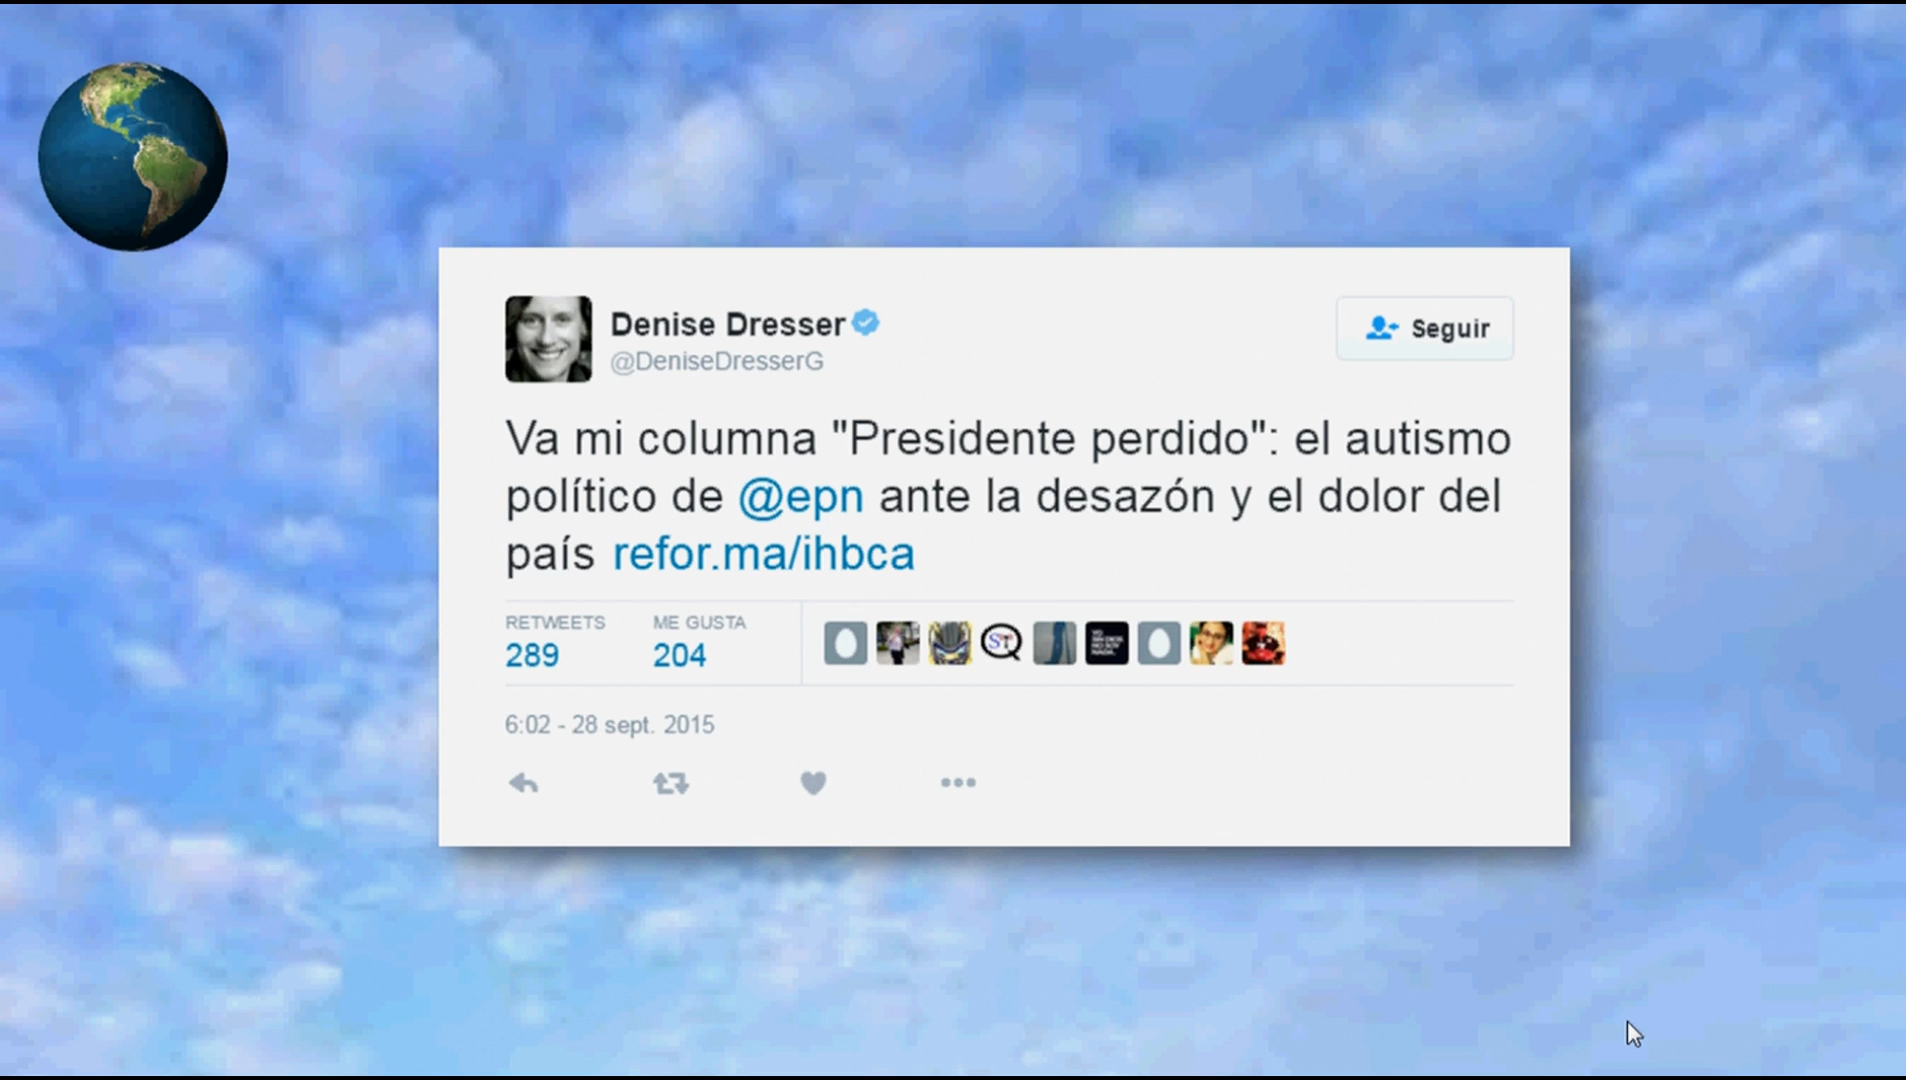 Denise Dresser
@DeniseDresserG
Seguir
Va mi columna "Presidente perdido": el autismo
político de @epn ante la desazón y el dolor del
país refor.ma/ihbca
RETWEETS
289
ME GUSTA
204
ST
6:02 - 28 sept. 2015